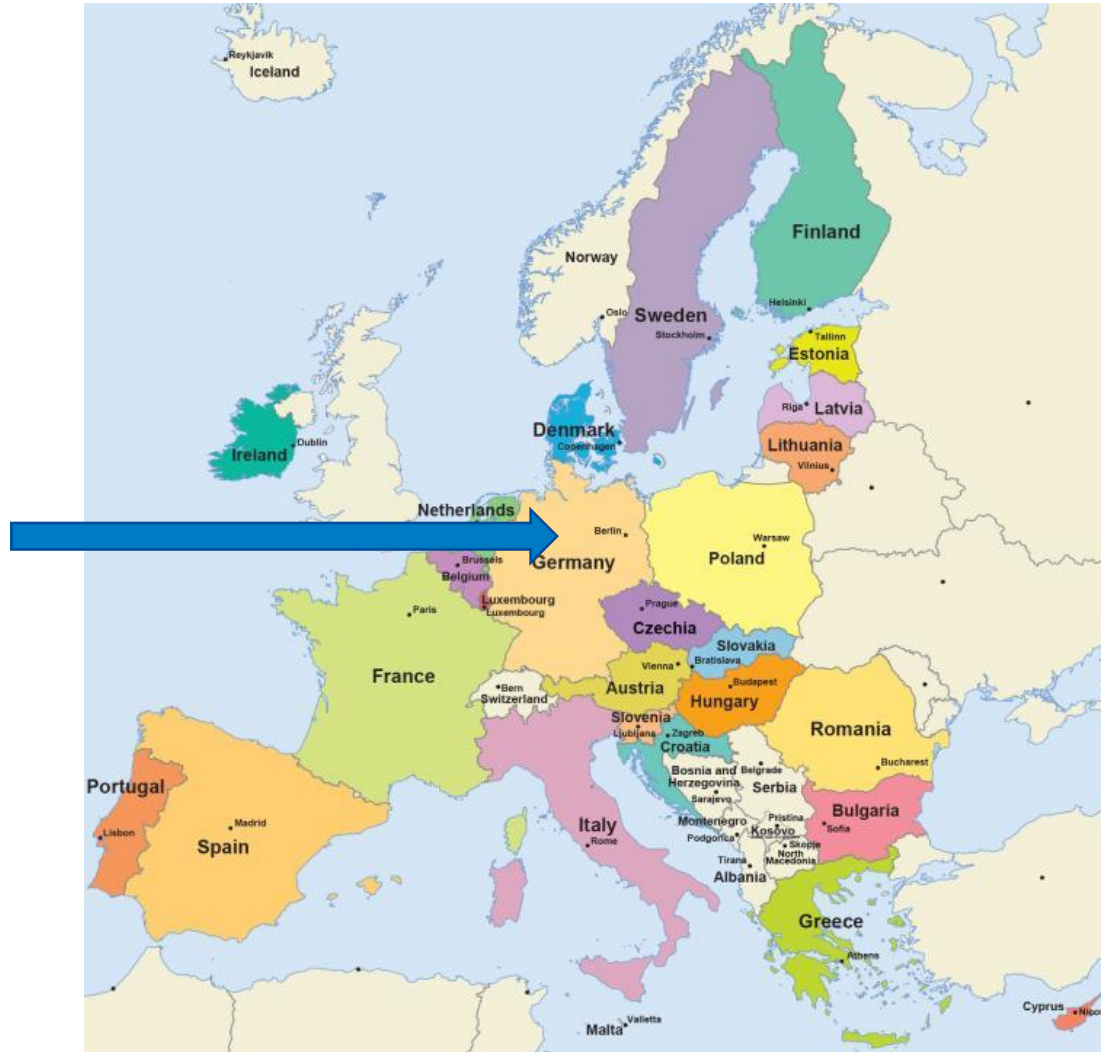 Reykjavik
Iceland
Finland
Norway
Helsinki
Oslo
Sweden
Stockholm
Tallinn
Estonia
Riga
Latvia
Denmark
Copenhagen
Dublin
Ireland
Lithuania
Vilnius
Netherlands
Berlin
Warsaw
Poland
Germany
Brussels
Belgium
Luxembourg
Luxembourg
Paris
Prague
Czechia
Slovakia
Vienna
Bratislava
France
Bern
Switzerland
Austria
Budapest
Hungary
Slovenia
Ljubljana
Zagreb
Croatia
Romania
Bucharest
Bosnia and
Herzegovina
Sarajevo
Belgrade
Serbia
Portugal
Lisbon
Madrid
Spain
Italy
Rome
Montenegro
Podgorica
Pristina
Kosovo
Bulgaria
Sofia
Skopje
North
Macedonia
Tirana
Albania
Greece
Athens
Cyprus
Nico
Malta
Valletta